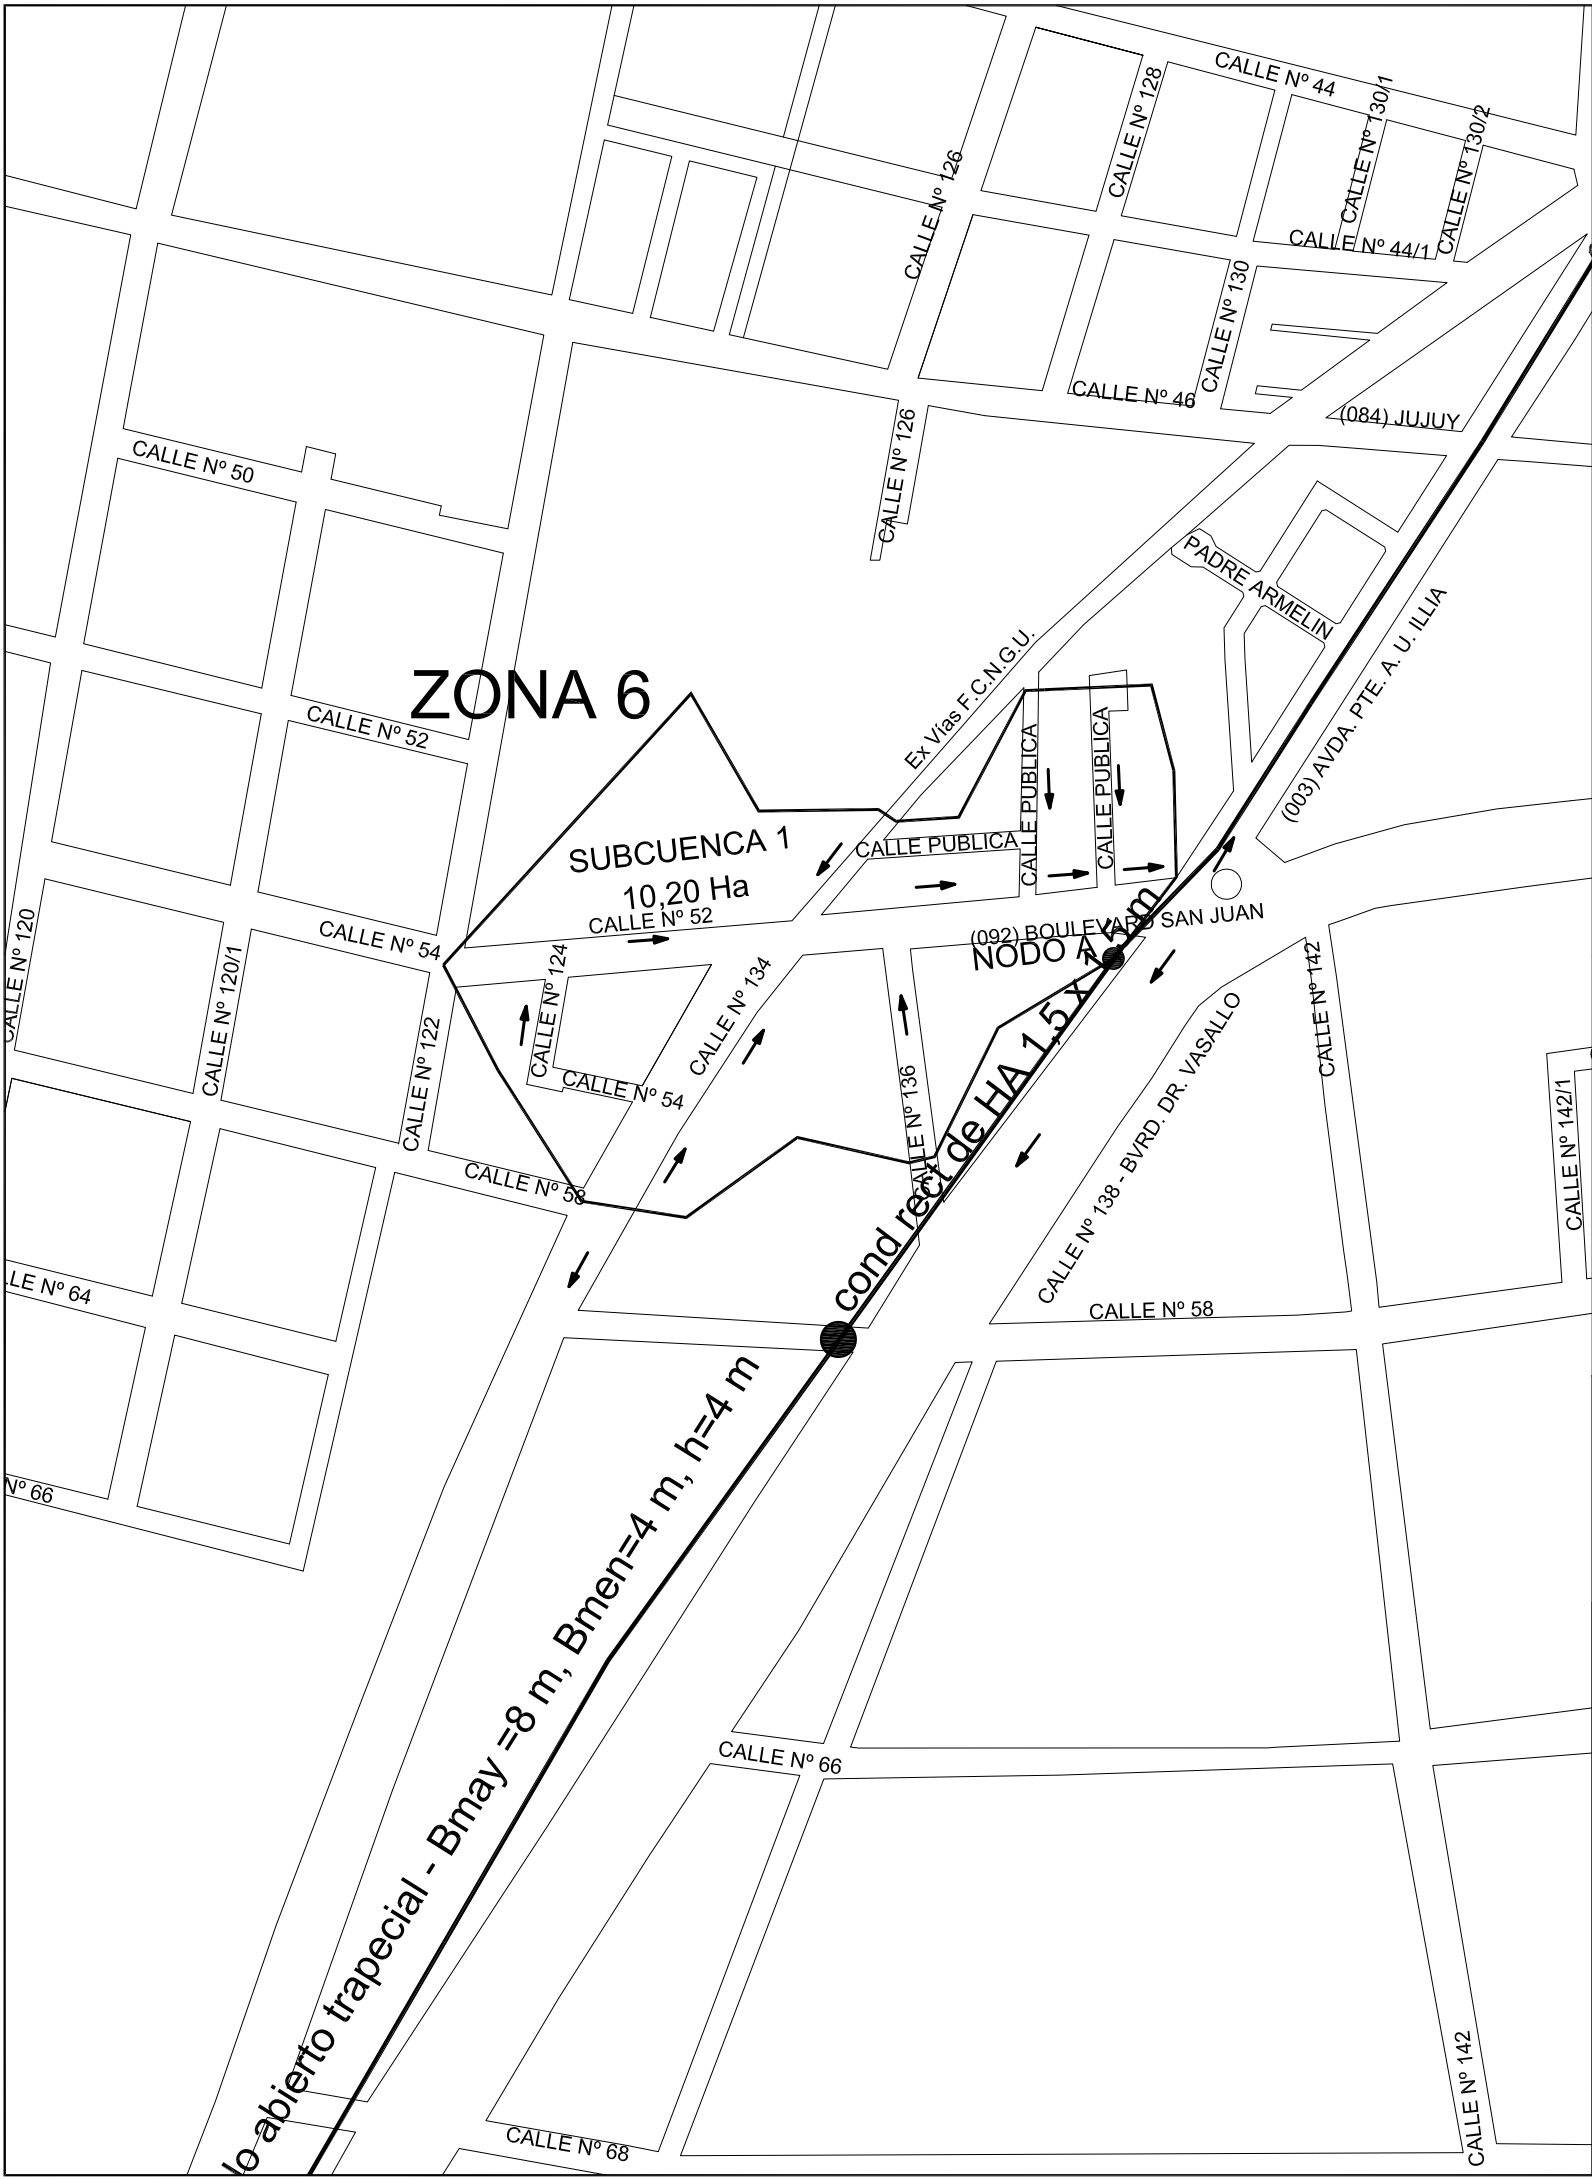 CALLE Nº 44
CALLE Nº 128
CALLE Nº 130/1
CALLE Nº 130/2
CALLE Nº 126
CALLE Nº 44/1
CALLE Nº 130
CALLE Nº 46
(084) JUJUY
CALLE Nº 126
CALLE Nº 50
PADRE ARMELIN
(003) AVDA. PTE. A. U. ILLIA
Ex Vías F.C.N.G.U.
ZONA 6
CALLE Nº 52
CALLE PUBLICA
CALLE PUBLICA
CALLE PUBLICA
SUBCUENCA 1
10,20 Ha
CALLE Nº 52
(092) BOULEVARD SAN JUAN
NODO A
CALLE Nº 54
CALLE Nº 120
CALLE Nº 120/1
CALLE Nº 122
CALLE Nº 124
CALLE Nº 134
CALLE Nº 54
CALLE Nº 136
CALLE Nº 142
CALLE Nº 138 - BVRD. DR. VASALLO
CALLE Nº 142/1
CALLE Nº 58
cond rect de HA 1,5 x 1,5 m
CALLE Nº 58
LE Nº 64
Nº 66
lo abierto trapecial - Bmay =8 m, Bmen=4 m, h=4 m
CALLE Nº 66
CALLE Nº 142
CALLE Nº 68